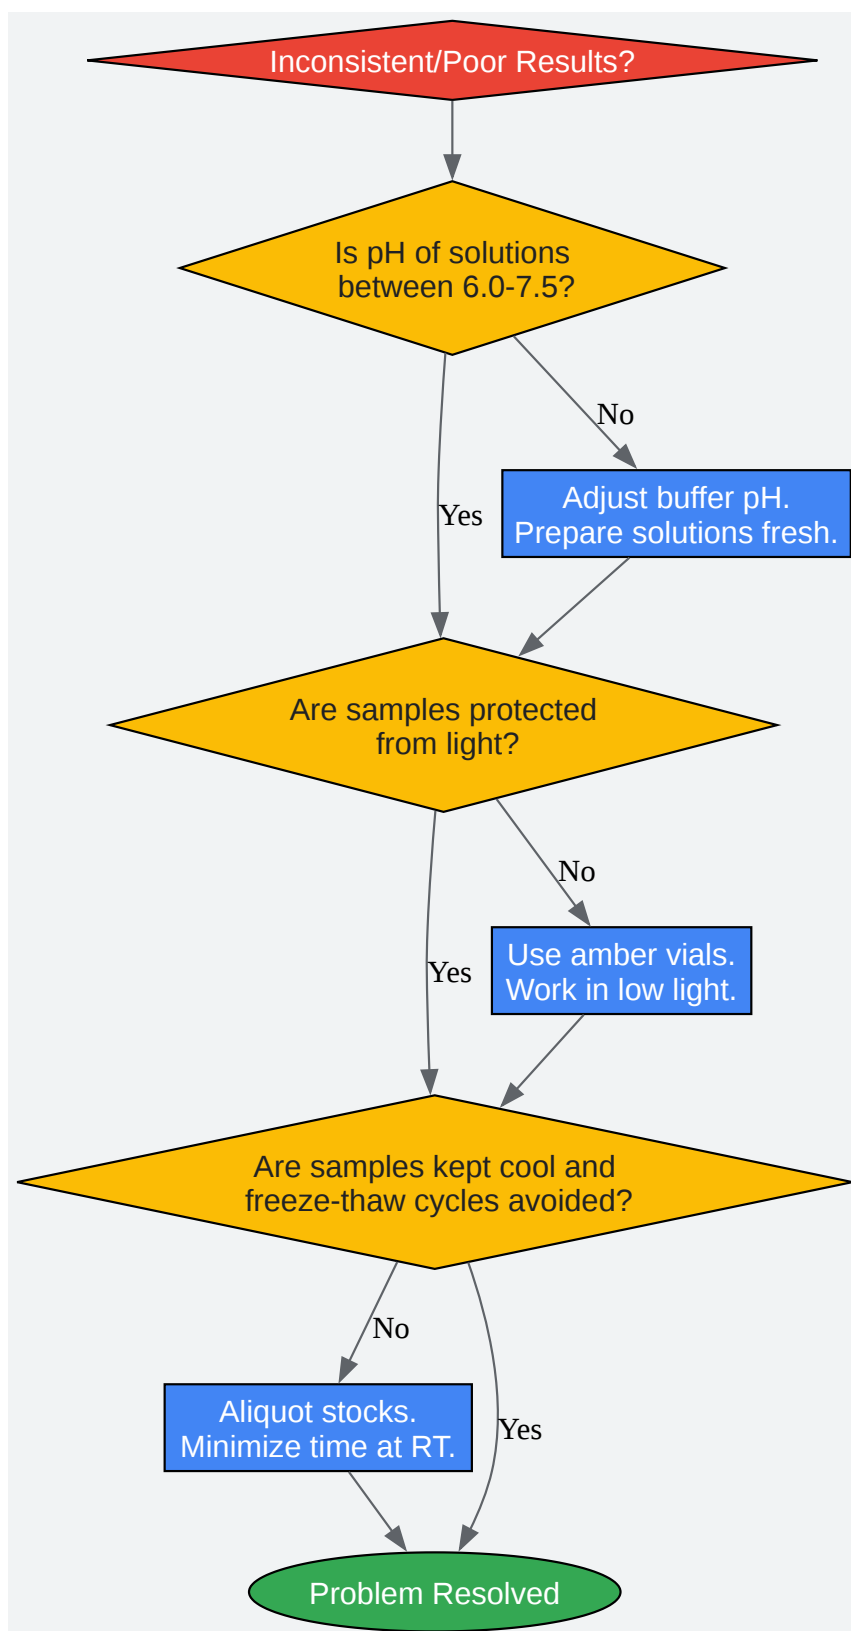 Inconsistent/Poor Results?
Is pH of solutions
between 6.0-7.5?
No
Yes
Adjust buffer pH.
Prepare solutions fresh.
Are samples protected
from light?
No
Yes
Use amber vials.
Work in low light.
Are samples kept cool and
freeze-thaw cycles avoided?
No
Yes
Aliquot stocks.
Minimize time at RT.
Problem Resolved